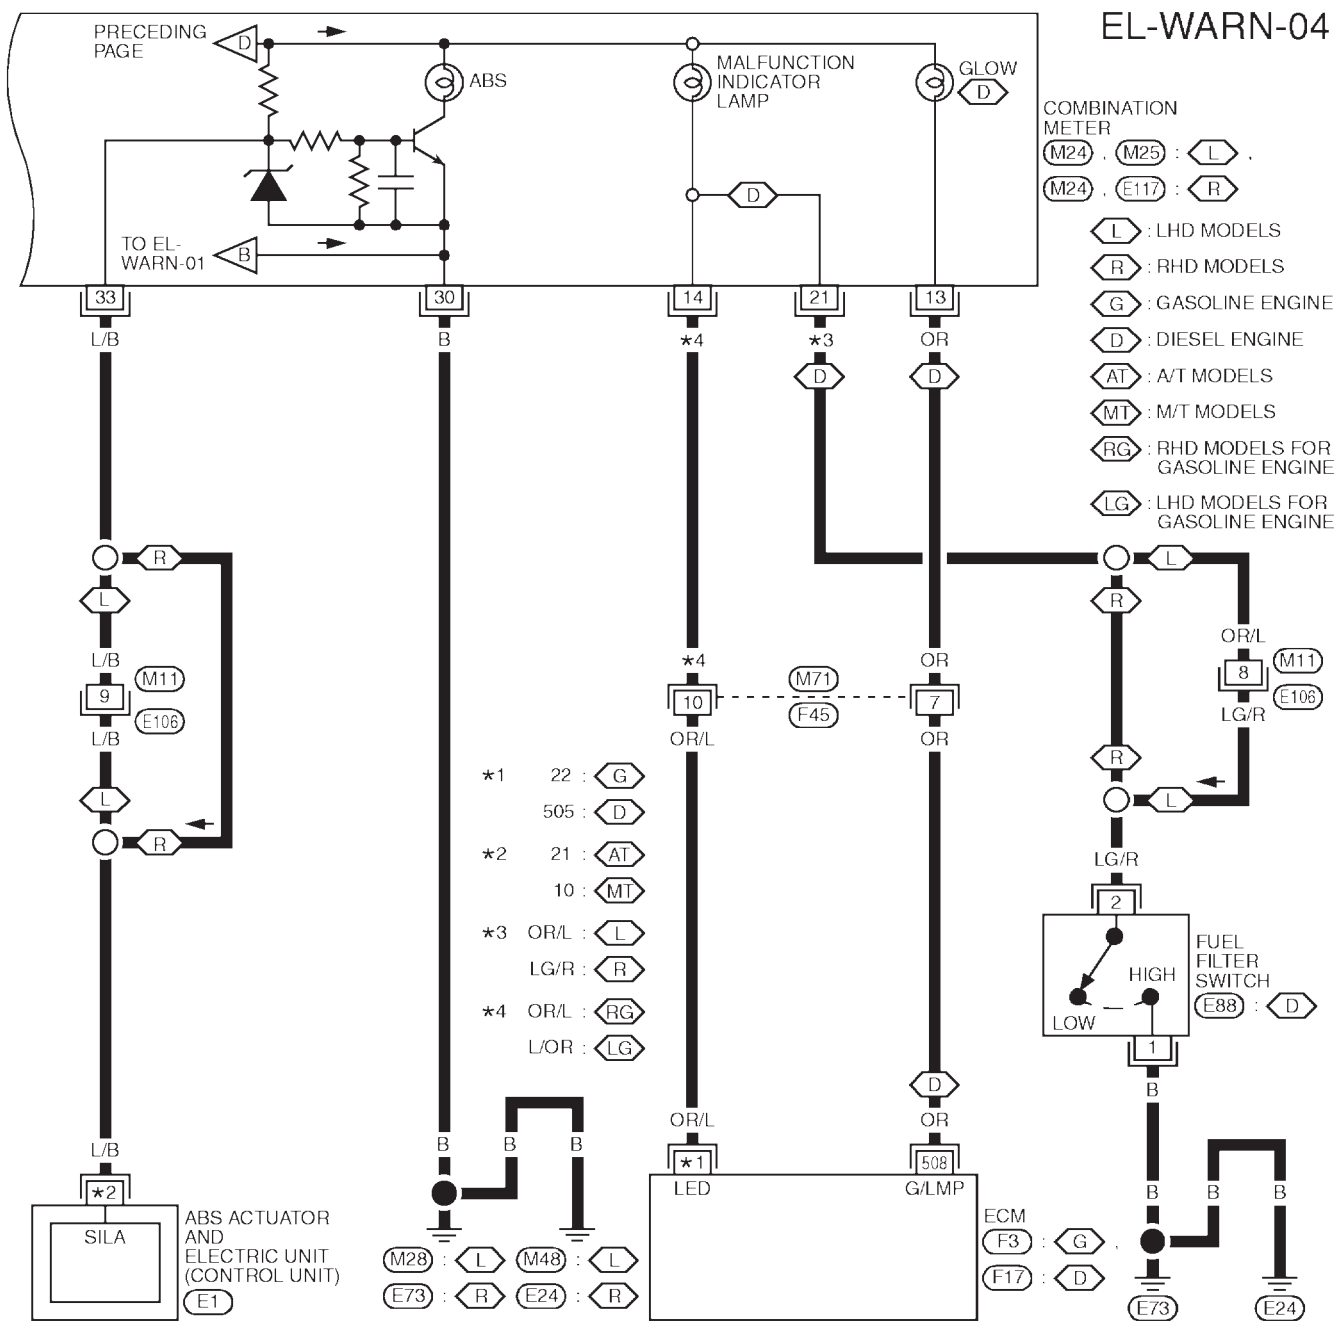 EL-WARN-04
PRECEDING
PAGE
D
ABS
MALFUNCTION
INDICATOR
LAMP
GLOW
D
COMBINATION
METER
M24 , M25 : L ,
M24 , E117 : R
D
TO EL-
WARN-01
B
L : LHD MODELS
R : RHD MODELS
G : GASOLINE ENGINE
D : DIESEL ENGINE
AT : A/T MODELS
MT : M/T MODELS
RG : RHD MODELS FOR
GASOLINE ENGINE
LG : LHD MODELS FOR
GASOLINE ENGINE
33 30 14 21 13
L/B B *4 *3 OR
D D
R
L
L
R
L/B
9
M11
E106
L/B
L
R
*4
10
OR/L
M71
F45
OR
7
OR
OR/L
8
M11
E106
LG/R
R
L
LG/R
2
*1 22 : G
505 : D
*2 21 : AT
10 : MT
*3 OR/L : L
LG/R : R
*4 OR/L : RG
L/OR : LG
HIGH
LOW
FUEL
FILTER
SWITCH
E88 : D
1
B
D
L/B
*2
SILA
ABS ACTUATOR
AND
ELECTRIC UNIT
(CONTROL UNIT)
E1
B B B
M28 : L M48 : L
E73 : R E24 : R
OR/L OR
*1 508
LED G/LMP
ECM
F3 : G ,
F17 : D
B B B
E73 E24